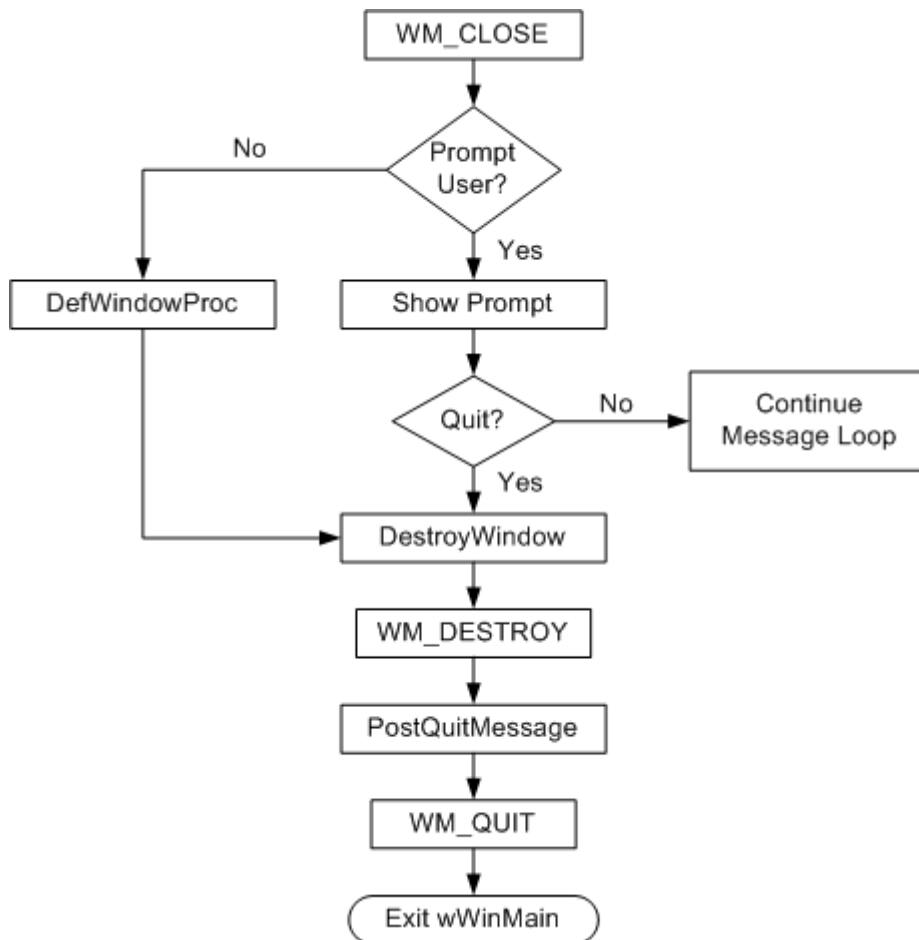 WM_CLOSE
No
Prompt
User?
Yes
DefWindowProc
Show Prompt
Quit?
No
Continue
Message Loop
Yes
DestroyWindow
WM_DESTROY
PostQuitMessage
WM_QUIT
Exit wWinMain